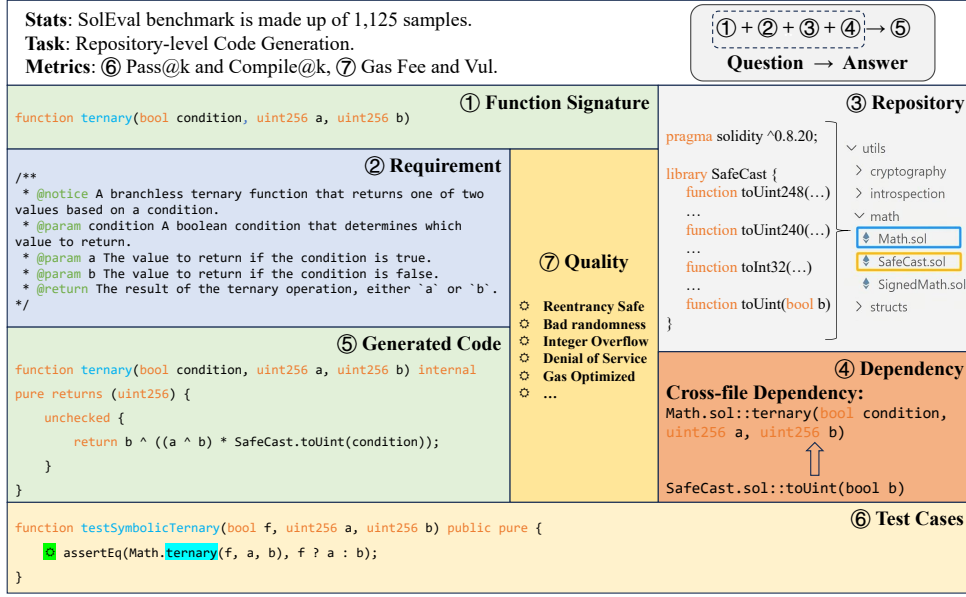 Stats: SolEval benchmark is made up of 1,125 samples.
Task: Repository-level Code Generation.
Metrics: ⑥ Pass@k and Compile@k, ⑦ Gas Fee and Vul.
① + ② + ③ + ④ → ⑤
Question → Answer
① Function Signature
function ternary(bool condition, uint256 a, uint256 b)
② Requirement
/**
* @notice A branchless ternary function that returns one of two
values based on a condition.
* @param condition A boolean condition that determines which
value to return.
* @param a The value to return if the condition is true.
* @param b The value to return if the condition is false.
* @return The result of the ternary operation, either `a` or `b`.
*/
③ Repository
pragma solidity ^0.8.20;
library SafeCast {
function toUint248(…)
…
function toUint240(…)
…
function toInt32(…)
…
function toUint(bool b)
}
utils
cryptography
introspection
math
Math.sol
SafeCast.sol
SignedMath.sol
structs
⑦ Quality
Reentrancy Safe
Bad randomness
Integer Overflow
Denial of Service
Gas Optimized
…
⑤ Generated Code
function ternary(bool condition, uint256 a, uint256 b) internal
pure returns (uint256) {
unchecked {
return b ^ ((a ^ b) * SafeCast.toUint(condition));
}
}
④ Dependency
Cross-file Dependency:
Math.sol::ternary(bool condition,
uint256 a, uint256 b)
SafeCast.sol::toUint(bool b)
⑥ Test Cases
function testSymbolicTernary(bool f, uint256 a, uint256 b) public pure {
assertEq(Math.ternary(f, a, b), f ? a : b);
}